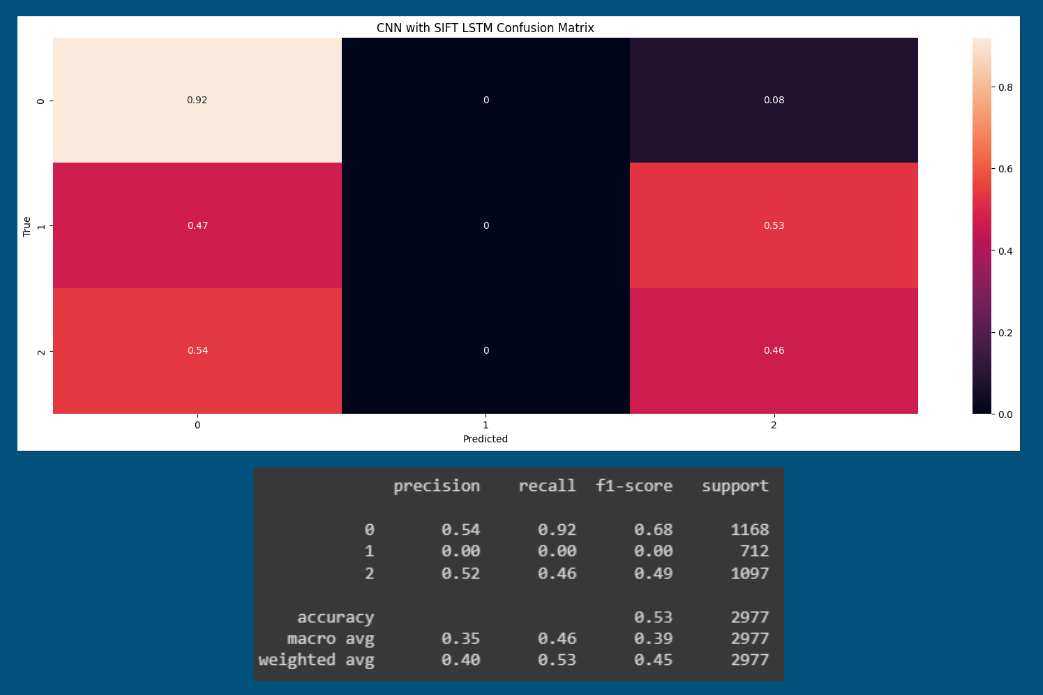 CNN with SIFT LSTM Confusion Matrix
0.92 0 0.08
0.47 0 0.53
0.54 0 0.46
0
1
2
True
0 1 2
Predicted
0.8
0.6
0.4
0.2
0.0
precision recall f1-score support
0 0.54 0.92 0.68 1168
1 0.00 0.00 0.00 712
2 0.52 0.46 0.49 1097
accuracy 0.53 2977
macro avg 0.35 0.46 0.39 2977
weighted avg 0.40 0.53 0.45 2977